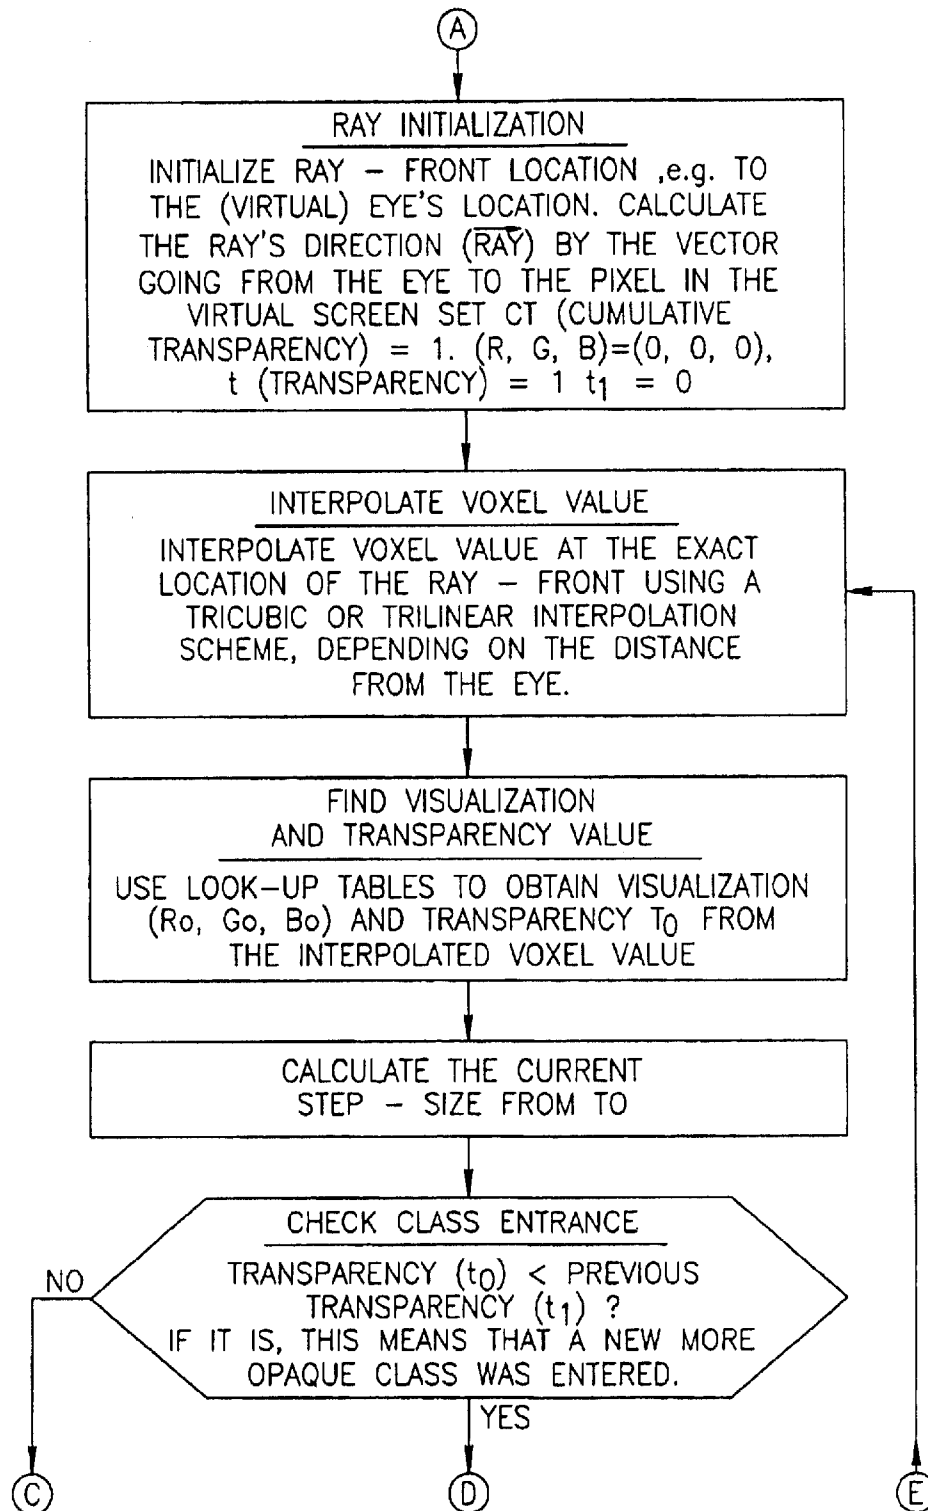 A
RAY INITIALIZATION
INITIALIZE RAY – FRONT LOCATION ,e.g. TO
THE (VIRTUAL) EYE'S LOCATION. CALCULATE
THE RAY'S DIRECTION (RAY) BY THE VECTOR
GOING FROM THE EYE TO THE PIXEL IN THE
VIRTUAL SCREEN SET CT (CUMULATIVE
TRANSPARENCY) = 1. (R, G, B)=(0, 0, 0),
t (TRANSPARENCY) = 1 t1 = 0
INTERPOLATE VOXEL VALUE
INTERPOLATE VOXEL VALUE AT THE EXACT
LOCATION OF THE RAY – FRONT USING A
TRICUBIC OR TRILINEAR INTERPOLATION
SCHEME, DEPENDING ON THE DISTANCE
FROM THE EYE.
FIND VISUALIZATION
AND TRANSPARENCY VALUE
USE LOOK-UP TABLES TO OBTAIN VISUALIZATION
(Ro, Go, Bo) AND TRANSPARENCY T0 FROM
THE INTERPOLATED VOXEL VALUE
CALCULATE THE CURRENT
STEP – SIZE FROM TO
CHECK CLASS ENTRANCE
TRANSPARENCY (t0) < PREVIOUS
TRANSPARENCY (t1) ?
IF IT IS, THIS MEANS THAT A NEW MORE
OPAQUE CLASS WAS ENTERED.
NO
YES
C
D
E